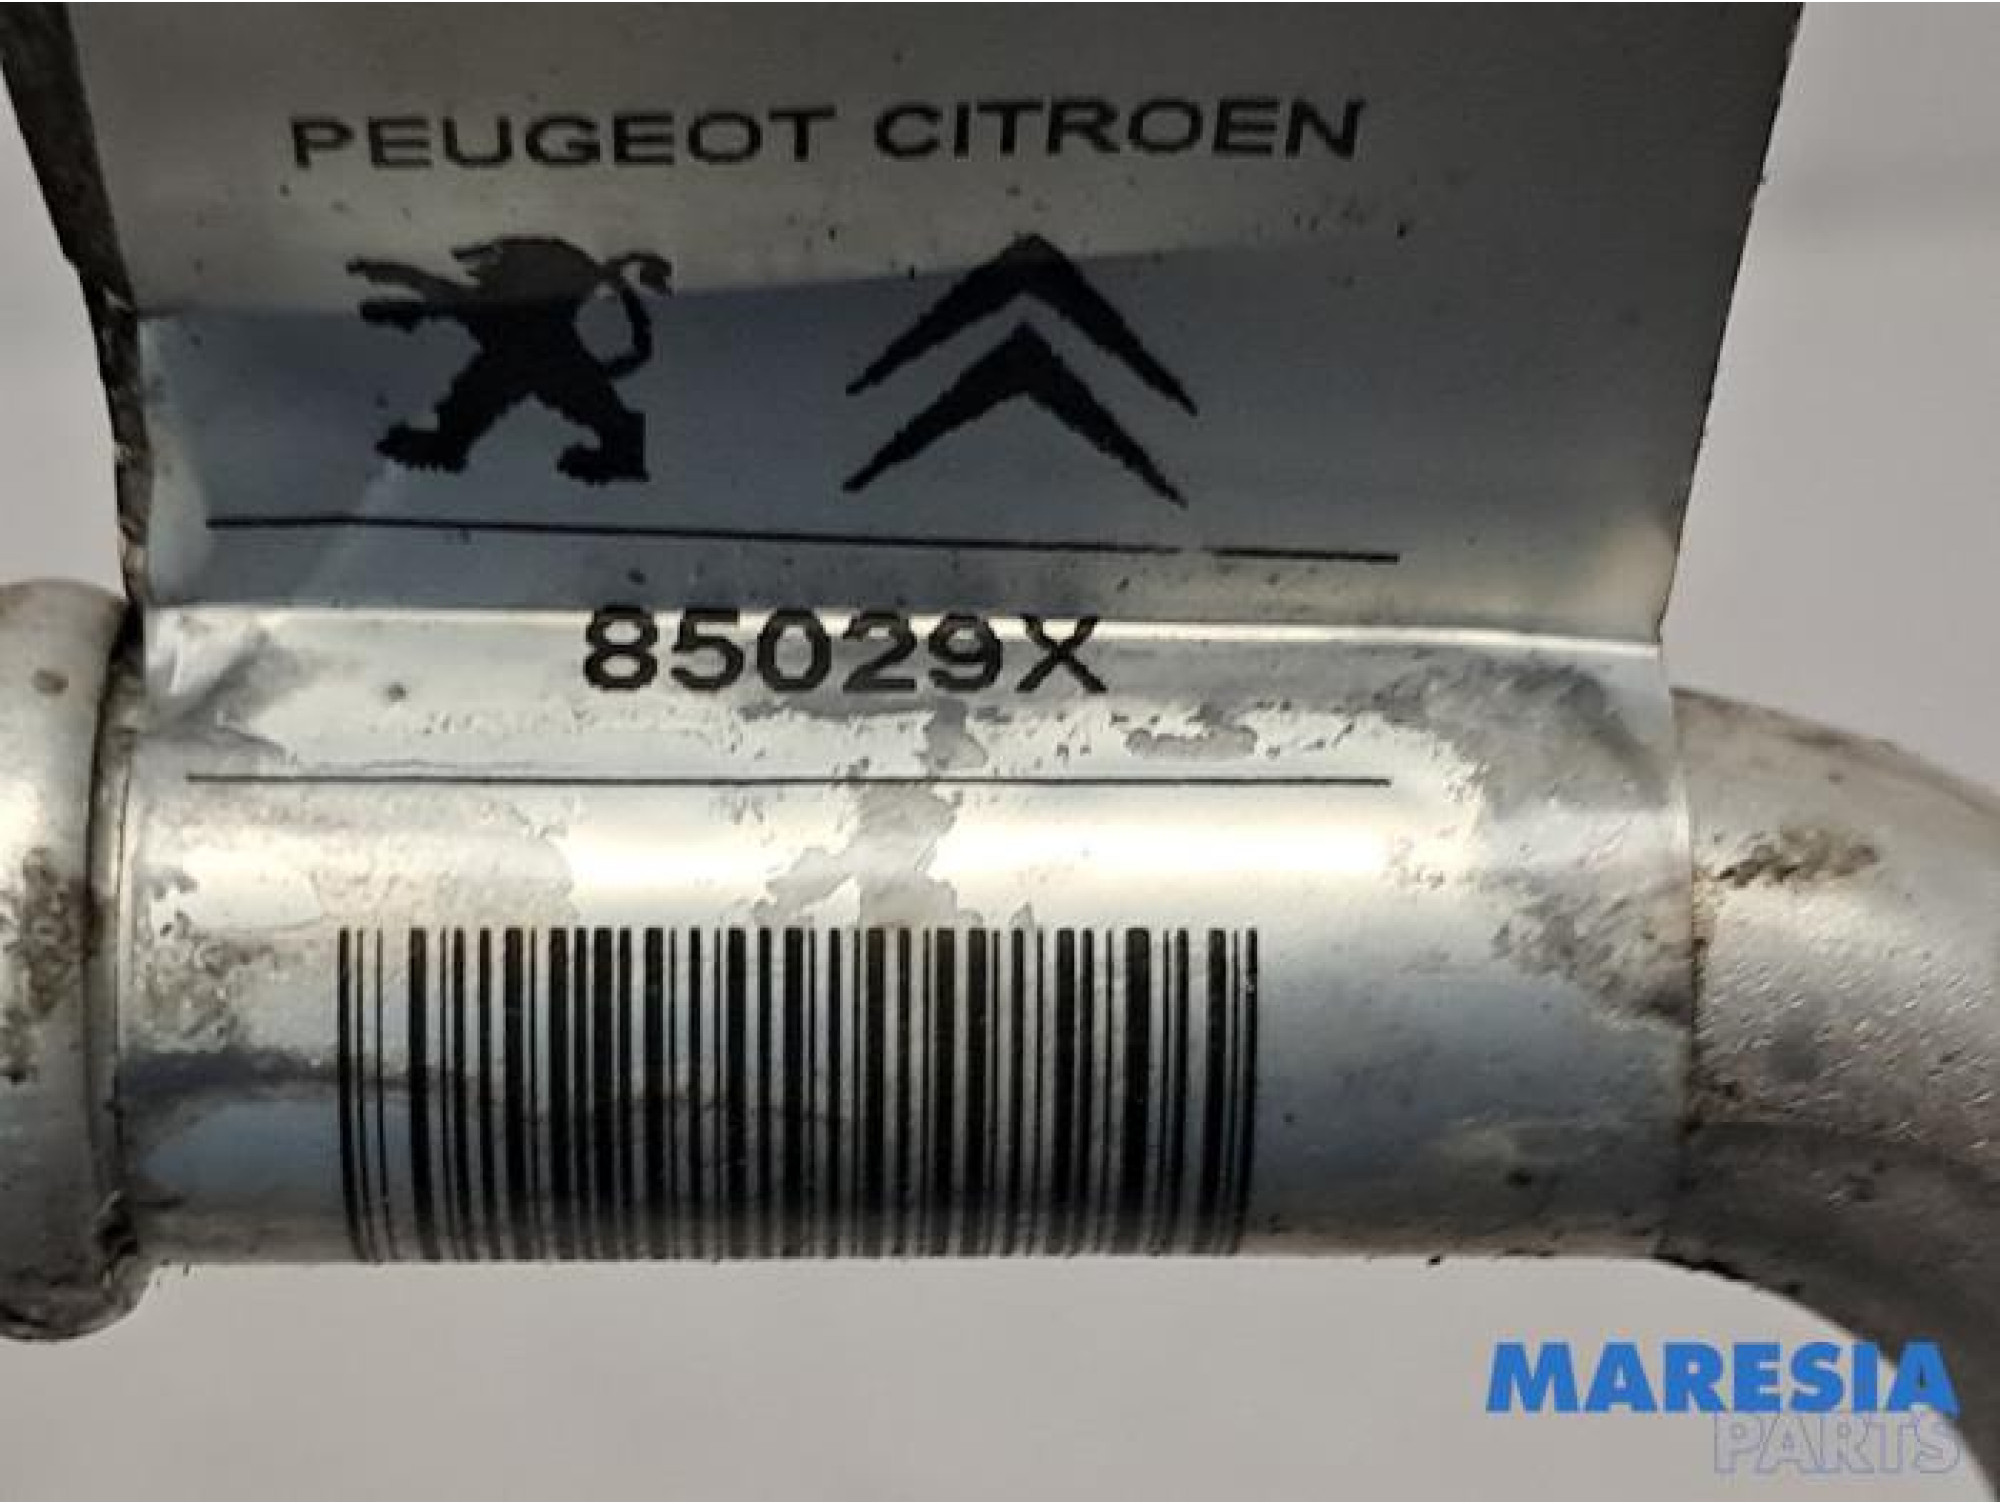 PEUGEOT CITROEN
85029X
MARESIA
PARTS